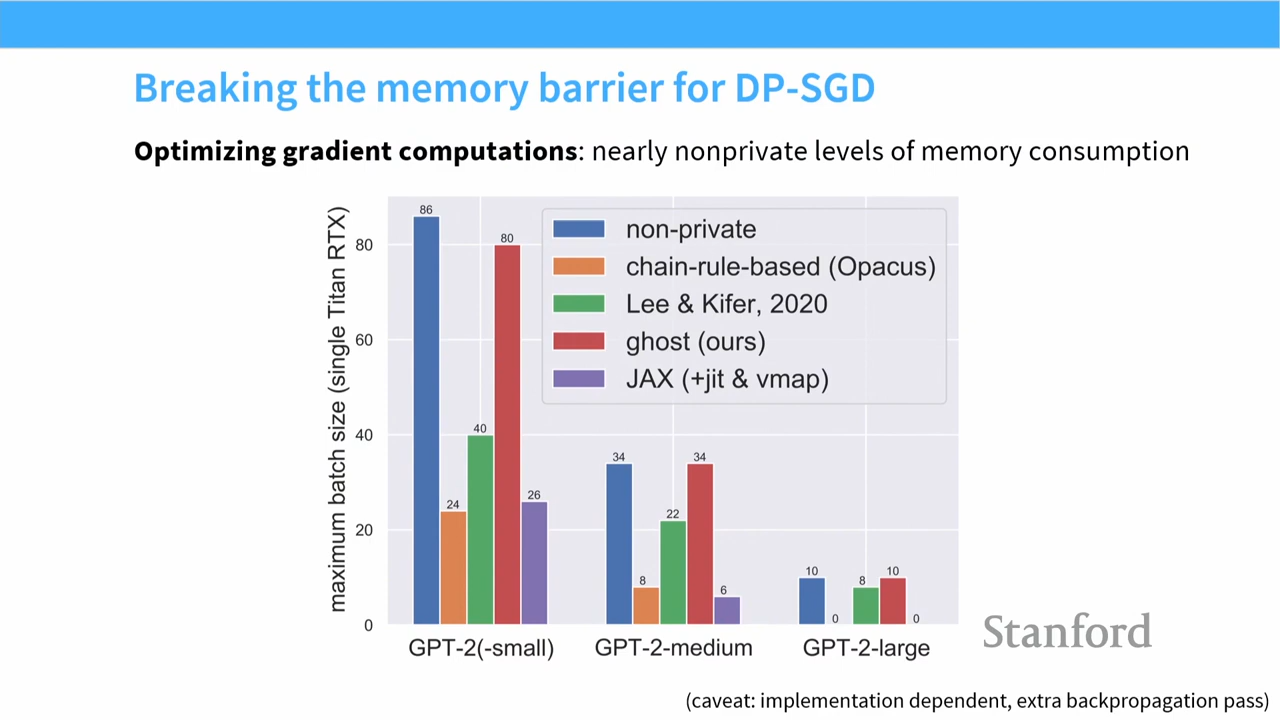 Breaking the memory barrier for DP-SGD
Optimizing gradient computations: nearly nonprivate levels of memory consumption
maximum batch size (single Titan RTX)
80
60
40
20
0
non-private
chain-rule-based (Opacus)
Lee & Kifer, 2020
ghost (ours)
JAX (+jit & vmap)
86
24
40
80
26
34
8
22
34
6
10
0
8
10
0
GPT-2(-small)
GPT-2-medium
GPT-2-large
Stanford
(caveat: implementation dependent, extra backpropagation pass)